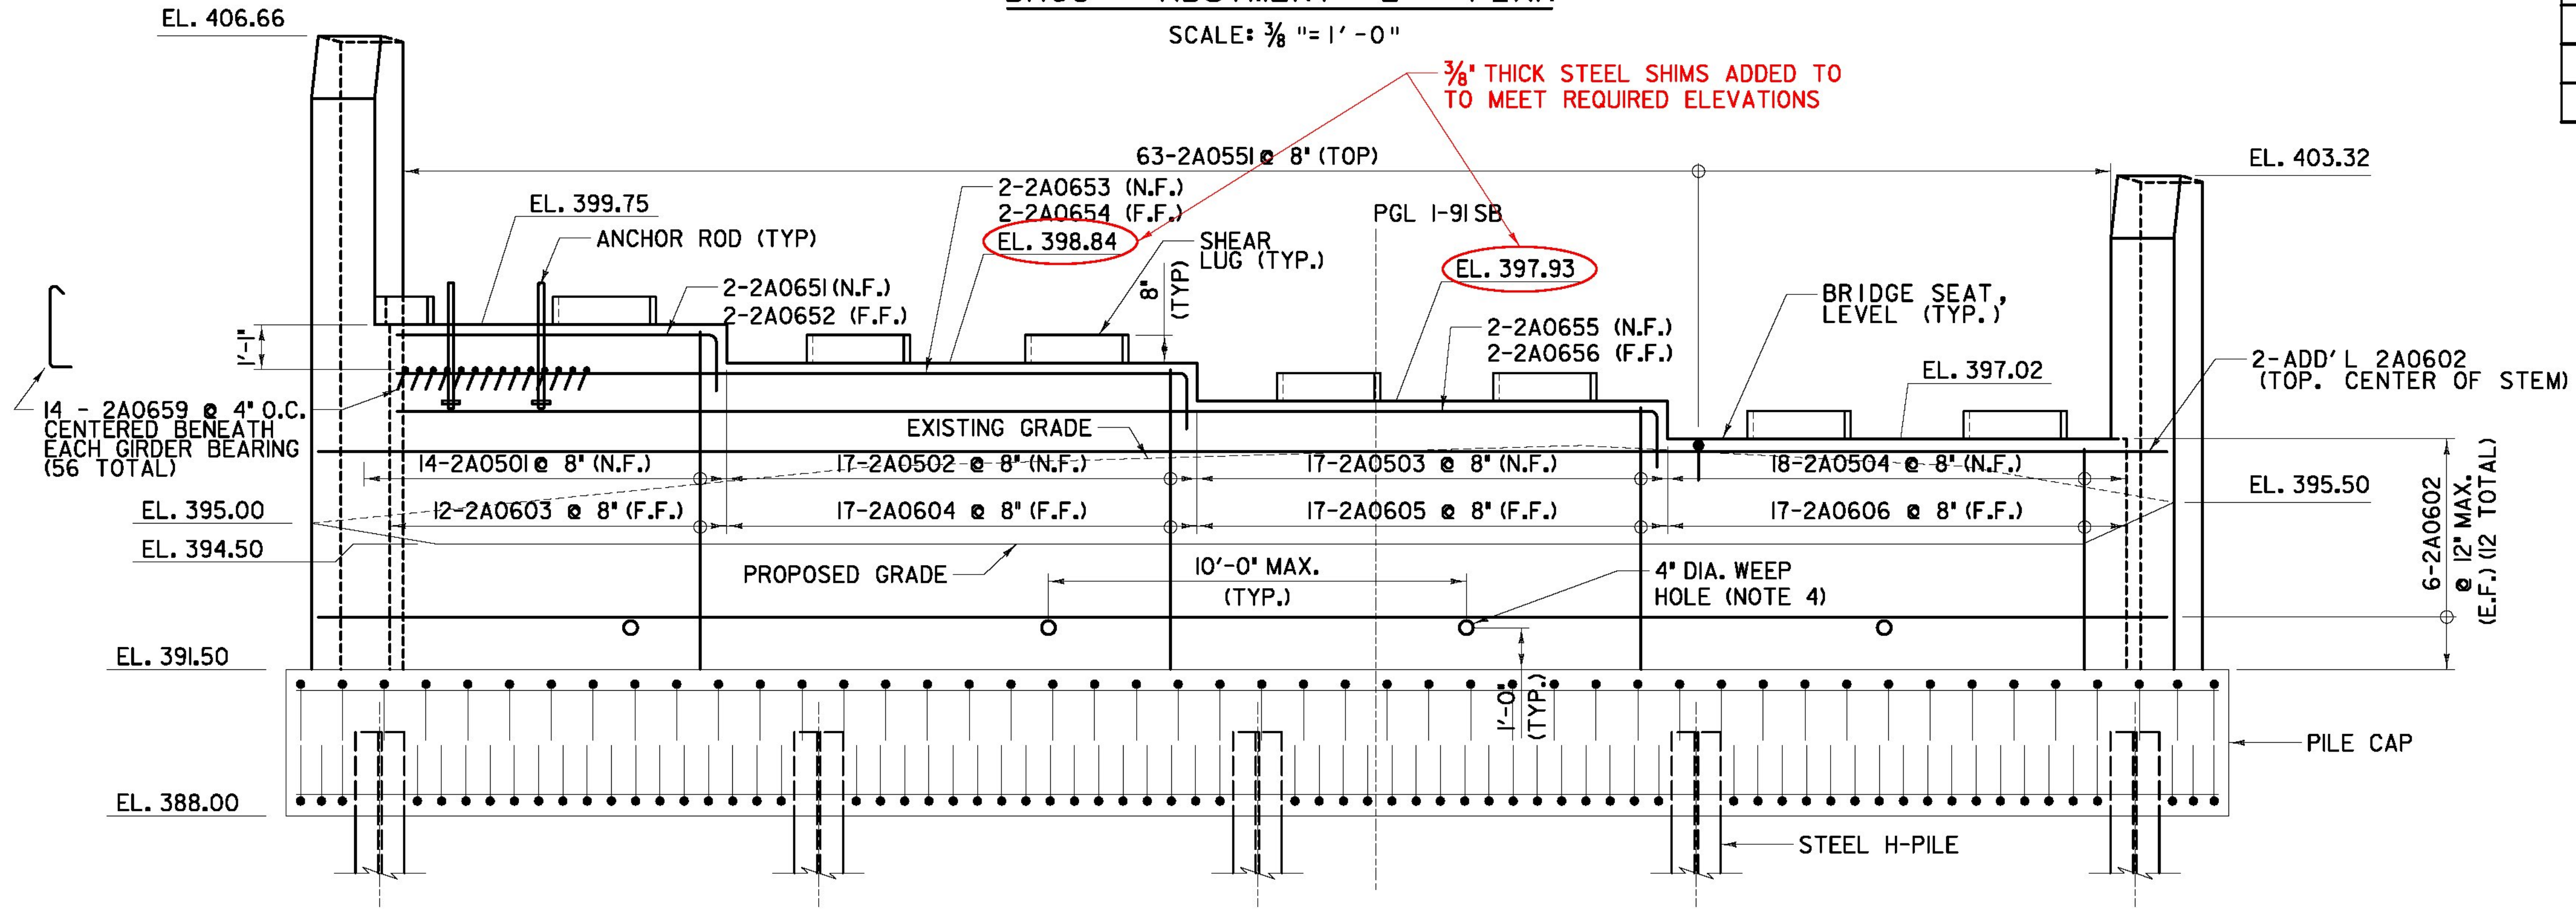 EL. 406.66
SCALE: 3/8 "= 1' -0"
3/8" THICK STEEL SHIMS ADDED TO
TO MEET REQUIRED ELEVATIONS
63-2A0551 @ 8" (TOP)
EL. 403.32
2-2A0653 (N.F.)
2-2A0654 (F.F.)
EL. 399.75
PGL I-91 SB
ANCHOR ROD (TYP)
EL. 398.84
SHEAR
LUG (TYP.)
EL. 397.93
8"
(TYP)
2-2A0651 (N.F.)
2-2A0652 (F.F.)
BRIDGE SEAT,
LEVEL (TYP.)
1'-1"
2-2A0655 (N.F.)
2-2A0656 (F.F.)
2-ADD'L 2A0602
(TOP. CENTER OF STEM)
EL. 397.02
14 - 2A0659 @ 4" O.C.
CENTERED BENEATH
EACH GIRDER BEARING
(56 TOTAL)
EXISTING GRADE
14-2A0501 @ 8" (N.F.)
17-2A0502 @ 8" (N.F.)
17-2A0503 @ 8" (N.F.)
18-2A0504 @ 8" (N.F.)
EL. 395.50
EL. 395.00
12-2A0603 @ 8" (F.F.)
17-2A0604 @ 8" (F.F.)
17-2A0605 @ 8" (F.F.)
17-2A0606 @ 8" (F.F.)
6-2A0602
@ 12" MAX.
(E.F.) (12 TOTAL)
EL. 394.50
PROPOSED GRADE
10'-0" MAX.
(TYP.)
4" DIA. WEEP
HOLE (NOTE 4)
EL. 391.50
1'-0"
(TYP.)
PILE CAP
EL. 388.00
STEEL H-PILE